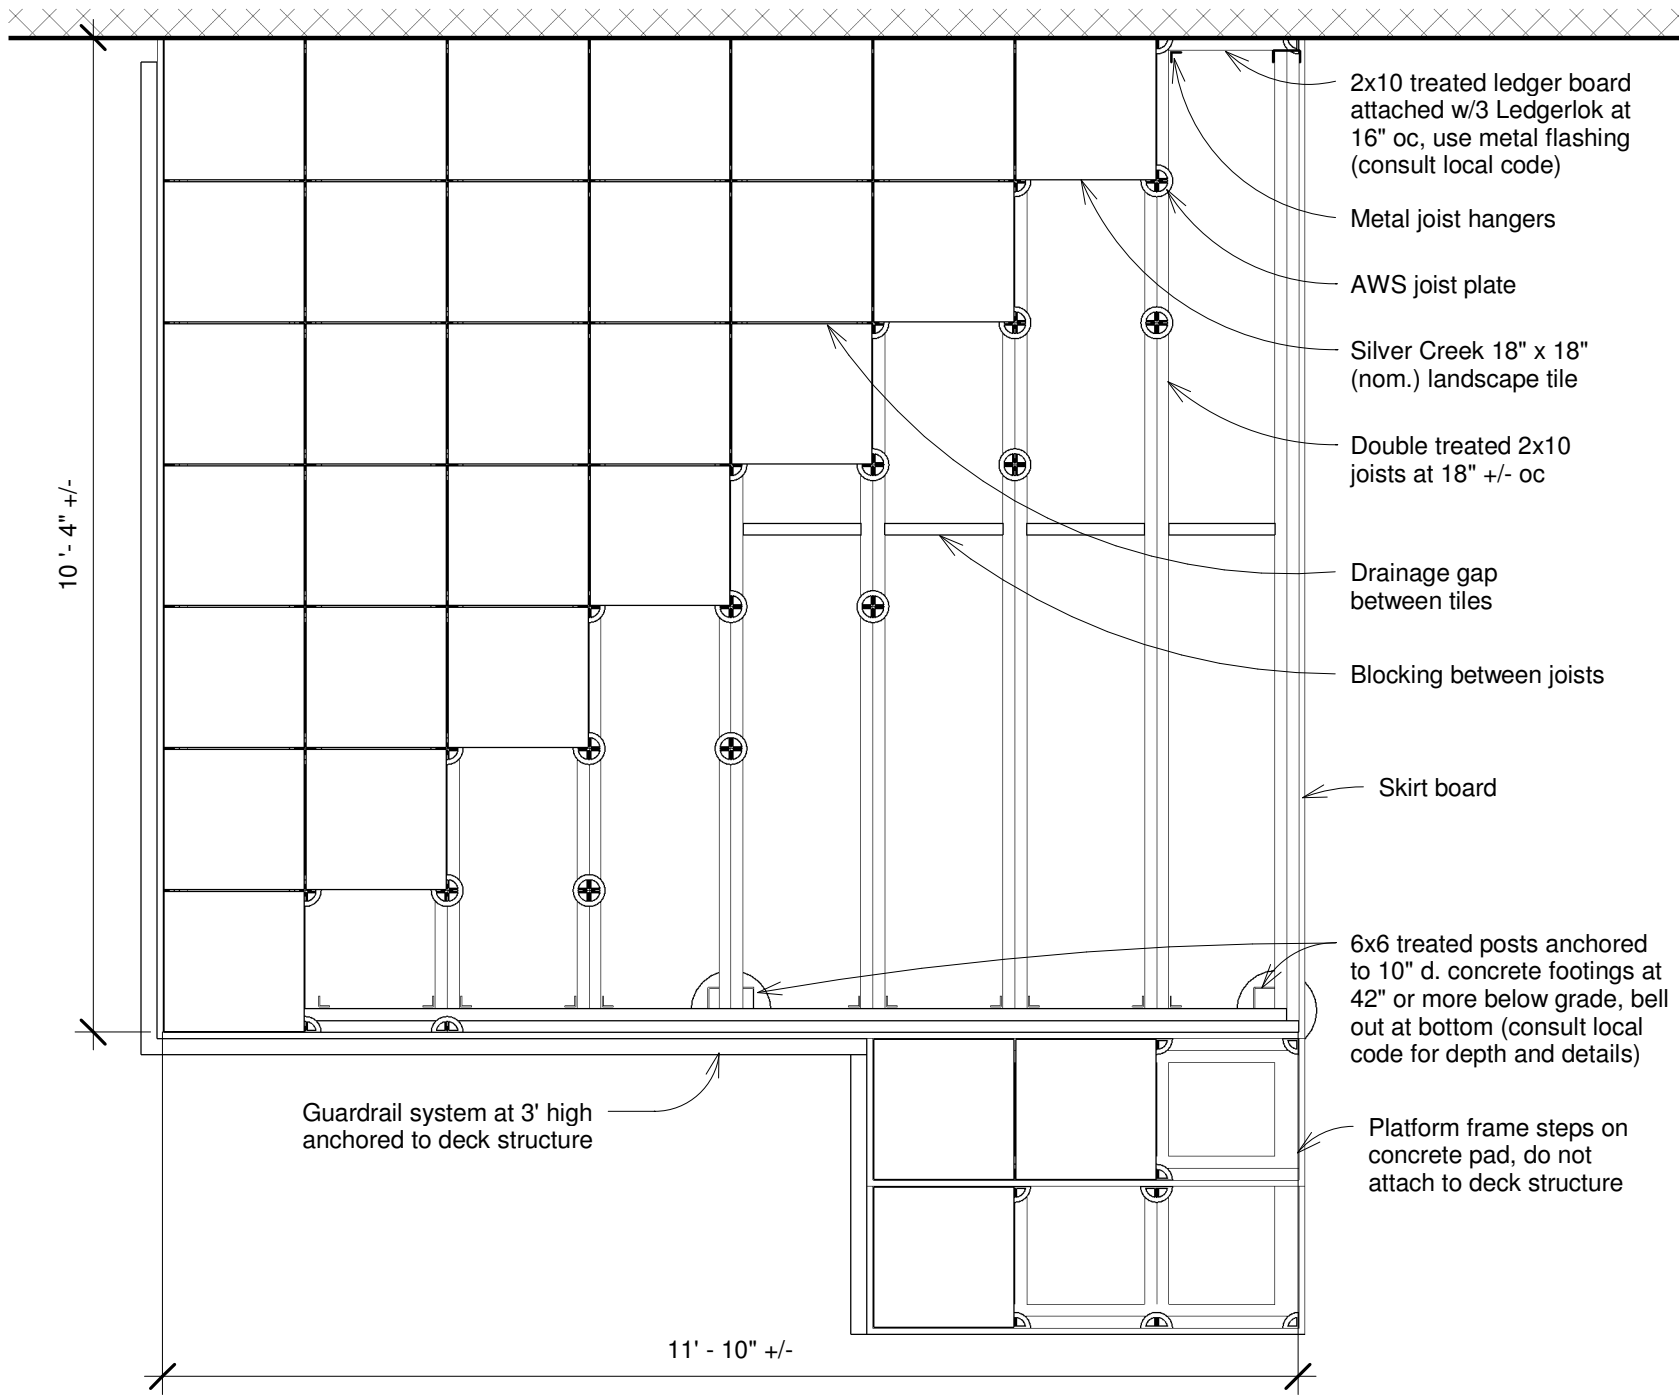 2x10 treated ledger board
attached w/3 Ledgerlok at
16" oc, use metal flashing
(consult local code)
Metal joist hangers
AWS joist plate
Silver Creek 18" x 18"
(nom.) landscape tile
Double treated 2x10
joists at 18" +/- oc
10 '- 4" +/-
Drainage gap
between tiles
Blocking between joists
Skirt board
6x6 treated posts anchored
to 10" d. concrete footings at
42" or more below grade, bell
out at bottom (consult local
code for depth and details)
Guardrail system at 3' high
anchored to deck structure
Platform frame steps on
concrete pad, do not
attach to deck structure
11' - 10" +/-